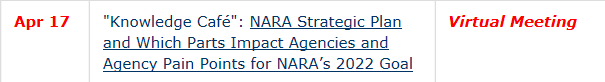 Apr 17 "Knowledge Café": NARA Strategic Plan Virtual Meeting
and Which Parts Impact Agencies and
Agency Pain Points for NARA’s 2022 Goal